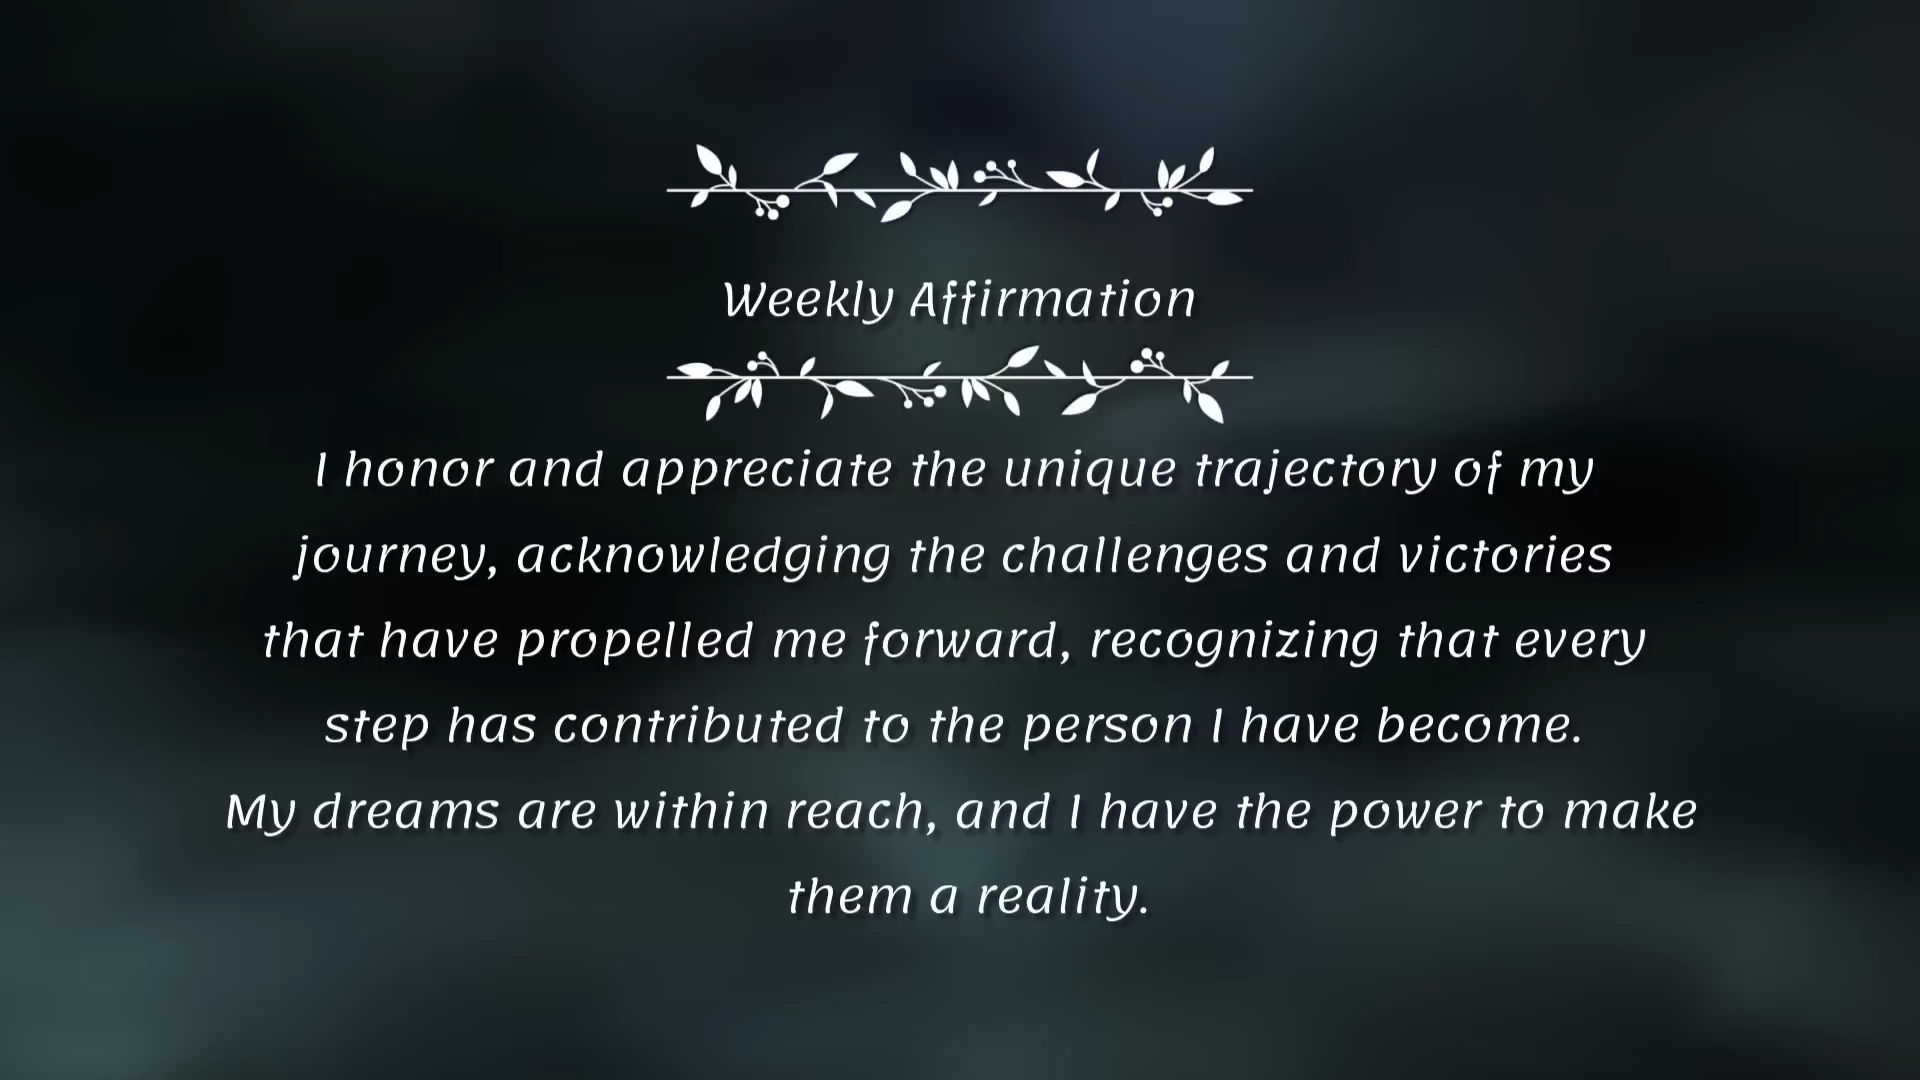 Weekly Affirmation
I honor and appreciate the unique trajectory of my
journey, acknowledging the challenges and victories
that have propelled me forward, recognizing that every
step has contributed to the person I have become.
My dreams are within reach, and I have the power to make
them a reality.